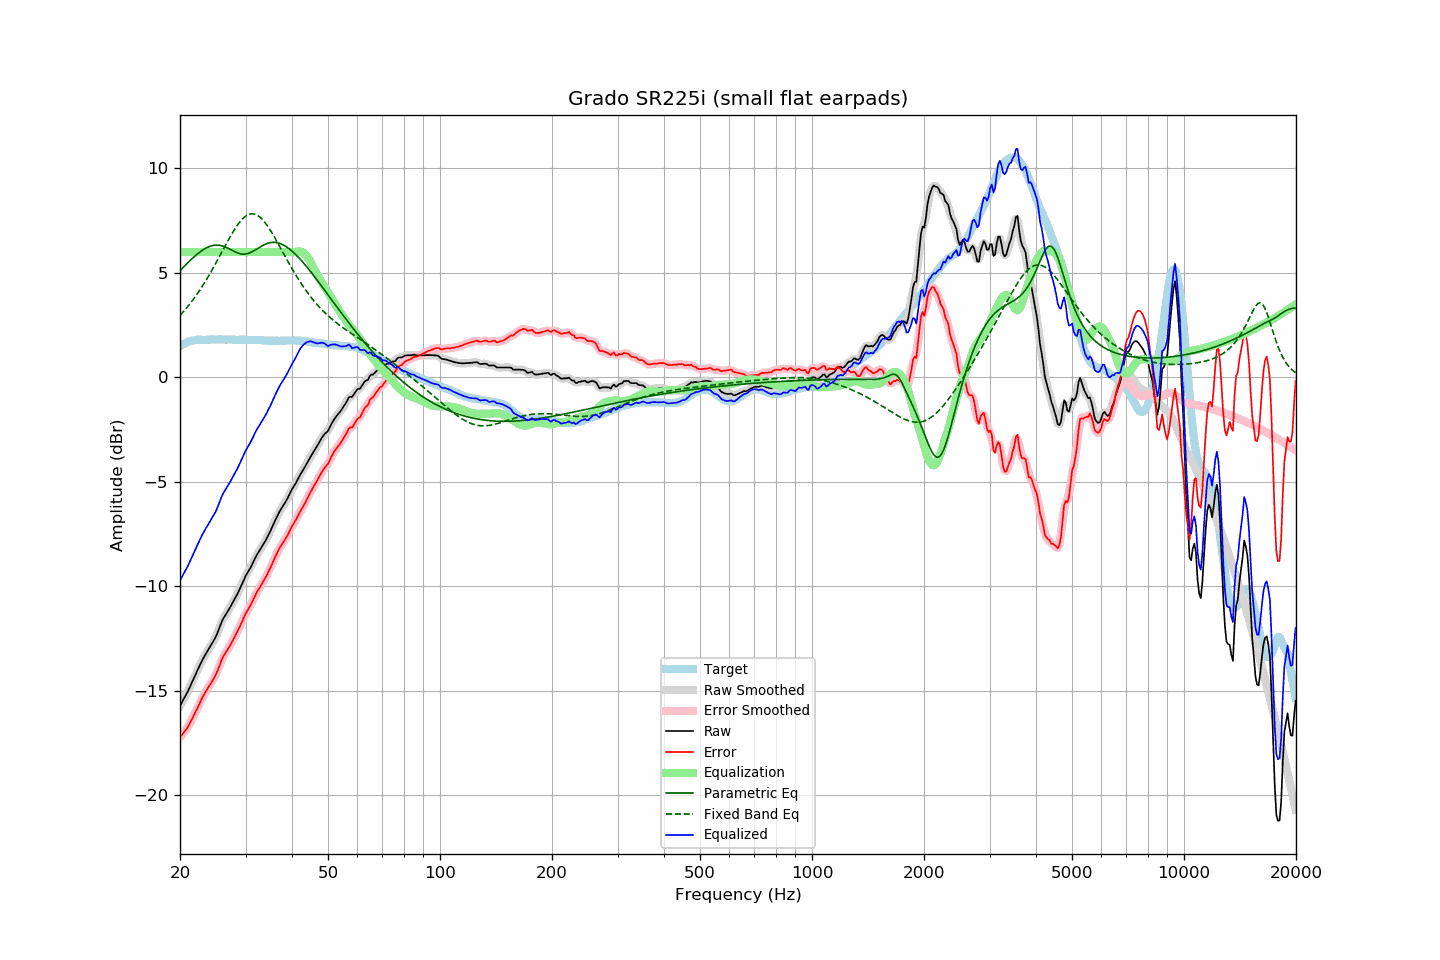 Grado SR225i (small flat earpads)
10
5
0
−5
−10
−15
−20
Amplitude (dBr)
Target
Raw Smoothed
Error Smoothed
Raw
Error
Equalization
Parametric Eq
Fixed Band Eq
Equalized
20 50 100 200 500 1000 2000 5000 10000 20000
Frequency (Hz)